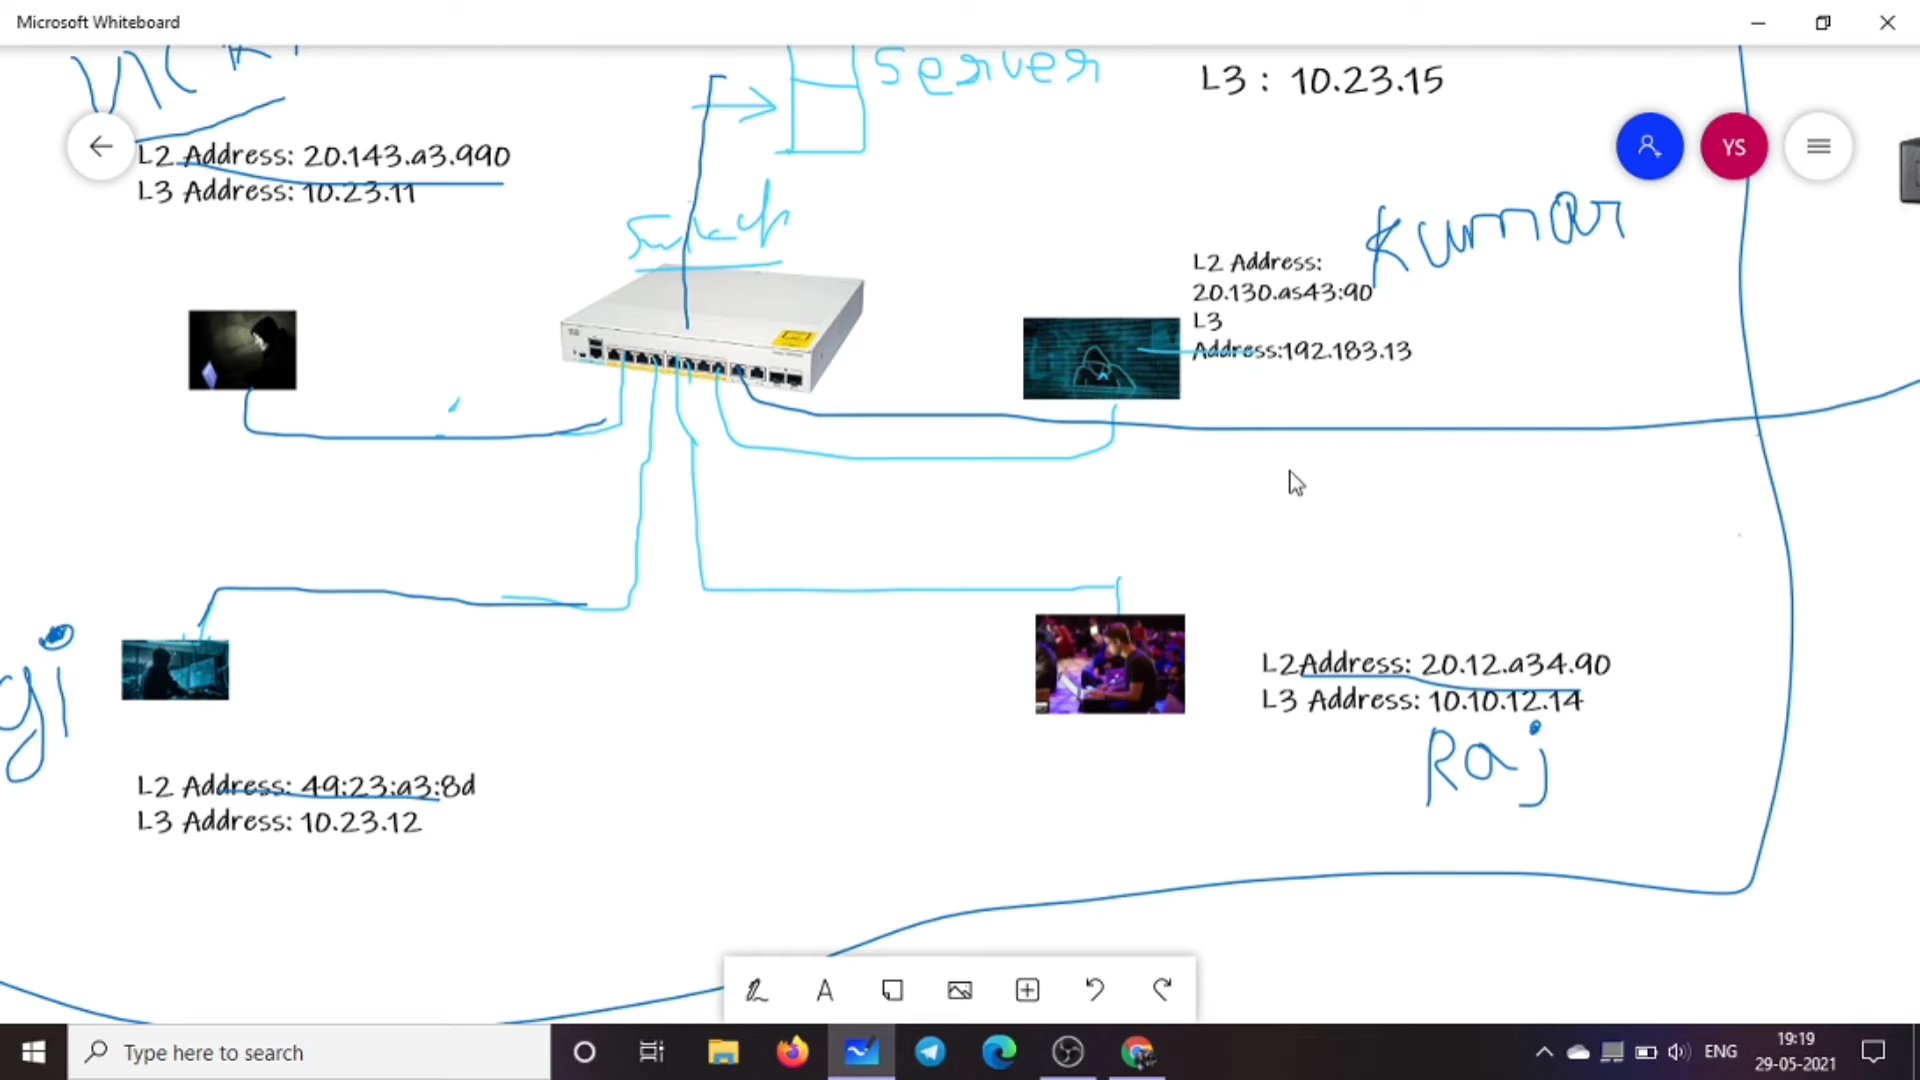 Microsoft Whiteboard
Server
L3 : 10.23.15
L2 Address: 20.143.a3.990
L3 Address: 10.23.11
YS
Switch
Kumar
L2 Address:
20.130.as43:90
L3
Address:192.183.13
L2Address: 20.12.a34.90
L3 Address: 10.10.12.14
Raj
gi
L2 Address: 49:23:a3:8d
L3 Address: 10.23.12
A
Type here to search
ENG
19:19
29-05-2021